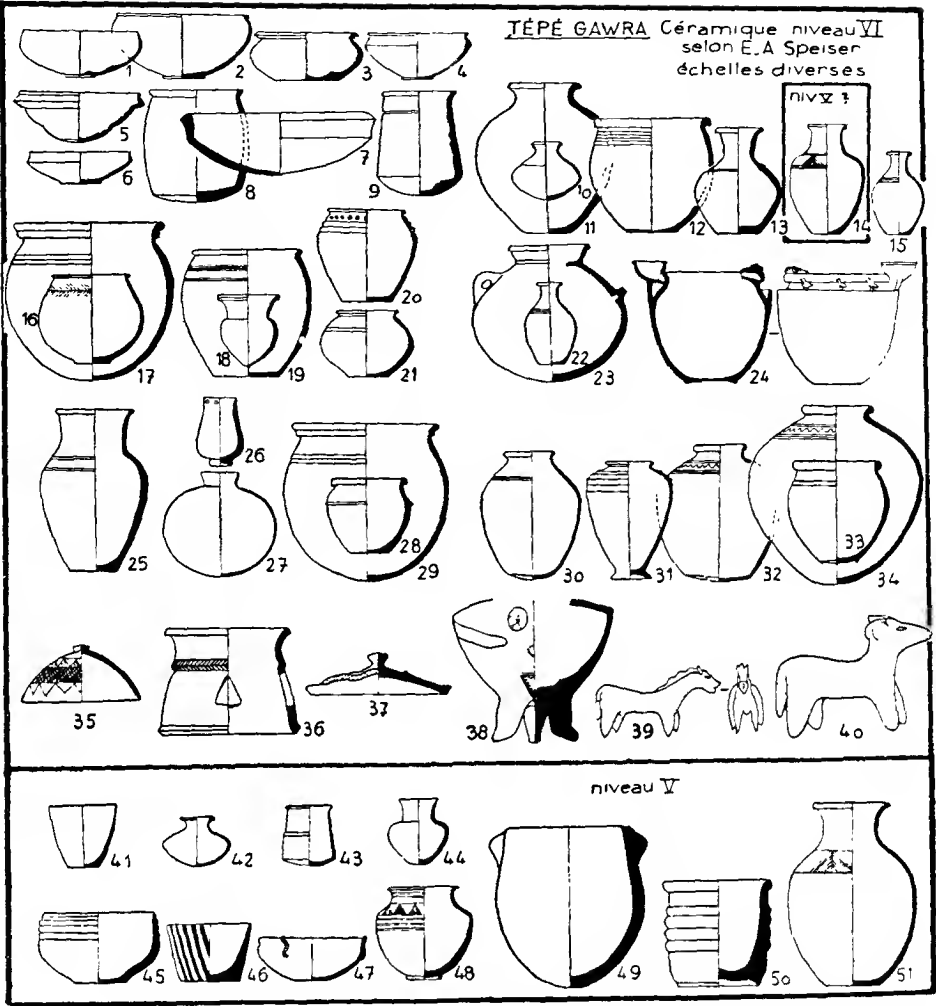 TÉPÉ GAWRA Céramique niveau VI
selon E.A Speiser
échelles diverses
1 2 3 4
niv V ?
5 6 7 8 9 10 11 12 13 14 15
16 17 18 19 20 21 22 23 24
25 26 27 28 29 30 31 32 33 34
35 36 37 38 39 40
niveau V
41 42 43 44
45 46 47 48 49 50 51